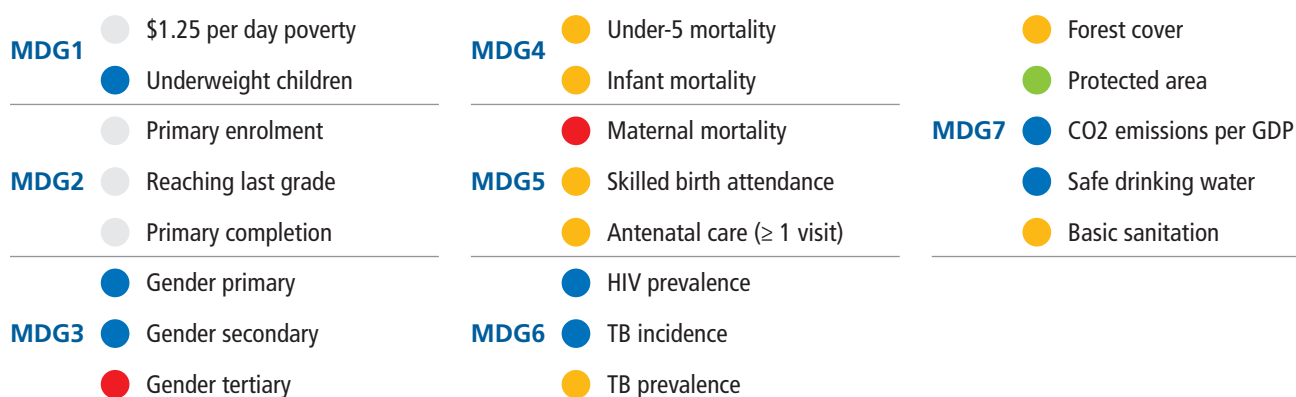 MDG1
$1.25 per day poverty
Underweight children
MDG2
Primary enrolment
Reaching last grade
Primary completion
MDG3
Gender primary
Gender secondary
Gender tertiary
MDG4
Under-5 mortality
Infant mortality
MDG5
Maternal mortality
Skilled birth attendance
Antenatal care (≥ 1 visit)
MDG6
HIV prevalence
TB incidence
TB prevalence
MDG7
Forest cover
Protected area
CO2 emissions per GDP
Safe drinking water
Basic sanitation